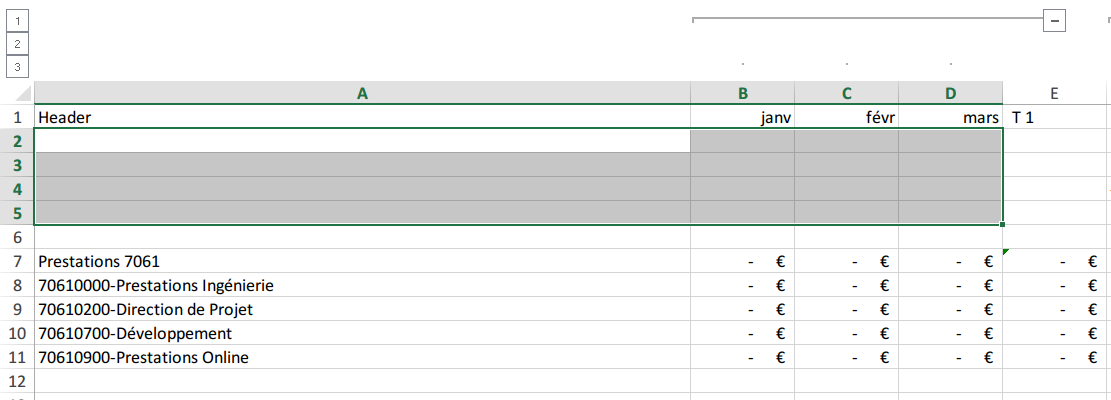 1
2
3
A B C D E
1 Header janv févr mars T 1
2
3
4
5
6
7 Prestations 7061 - € - € - € - €
8 70610000-Prestations Ingénierie - € - € - € - €
9 70610200-Direction de Projet - € - € - € - €
10 70610700-Développement - € - € - € - €
11 70610900-Prestations Online - € - € - € - €
12